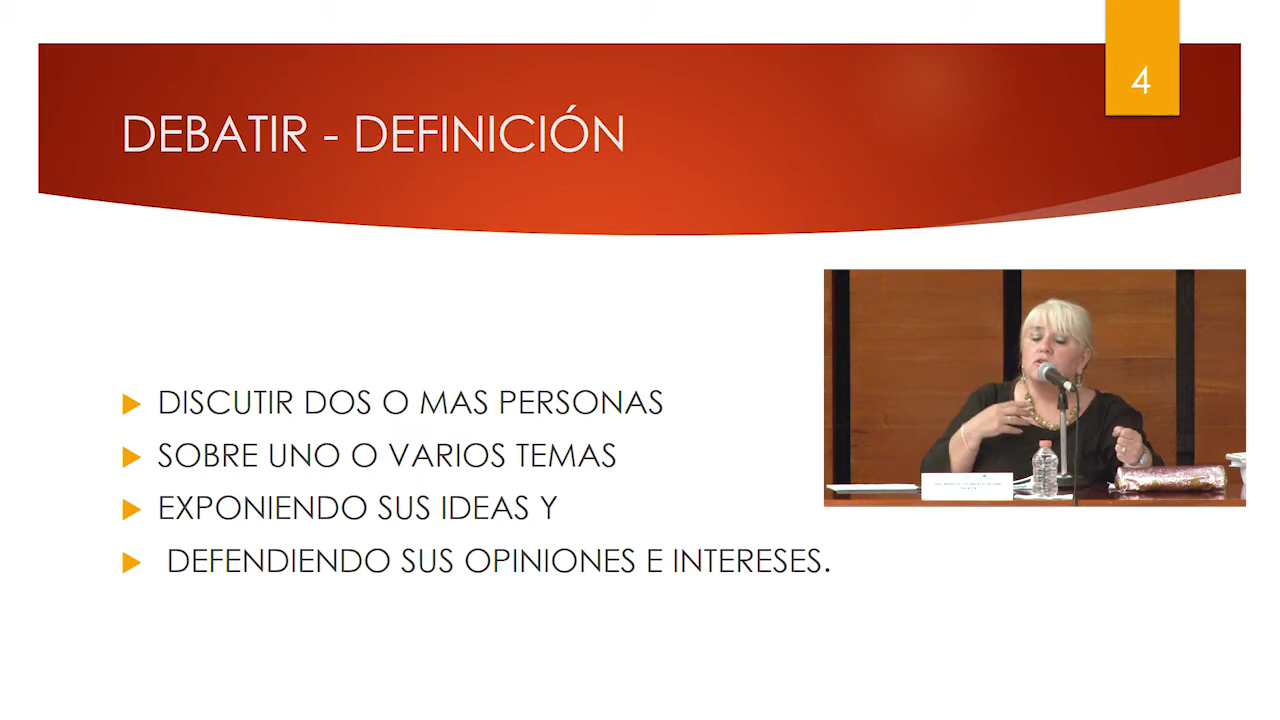 4
DEBATIR - DEFINICIÓN
DISCUTIR DOS O MAS PERSONAS
SOBRE UNO O VARIOS TEMAS
EXPONIENDO SUS IDEAS Y
DEFENDIENDO SUS OPINIONES E INTERESES.